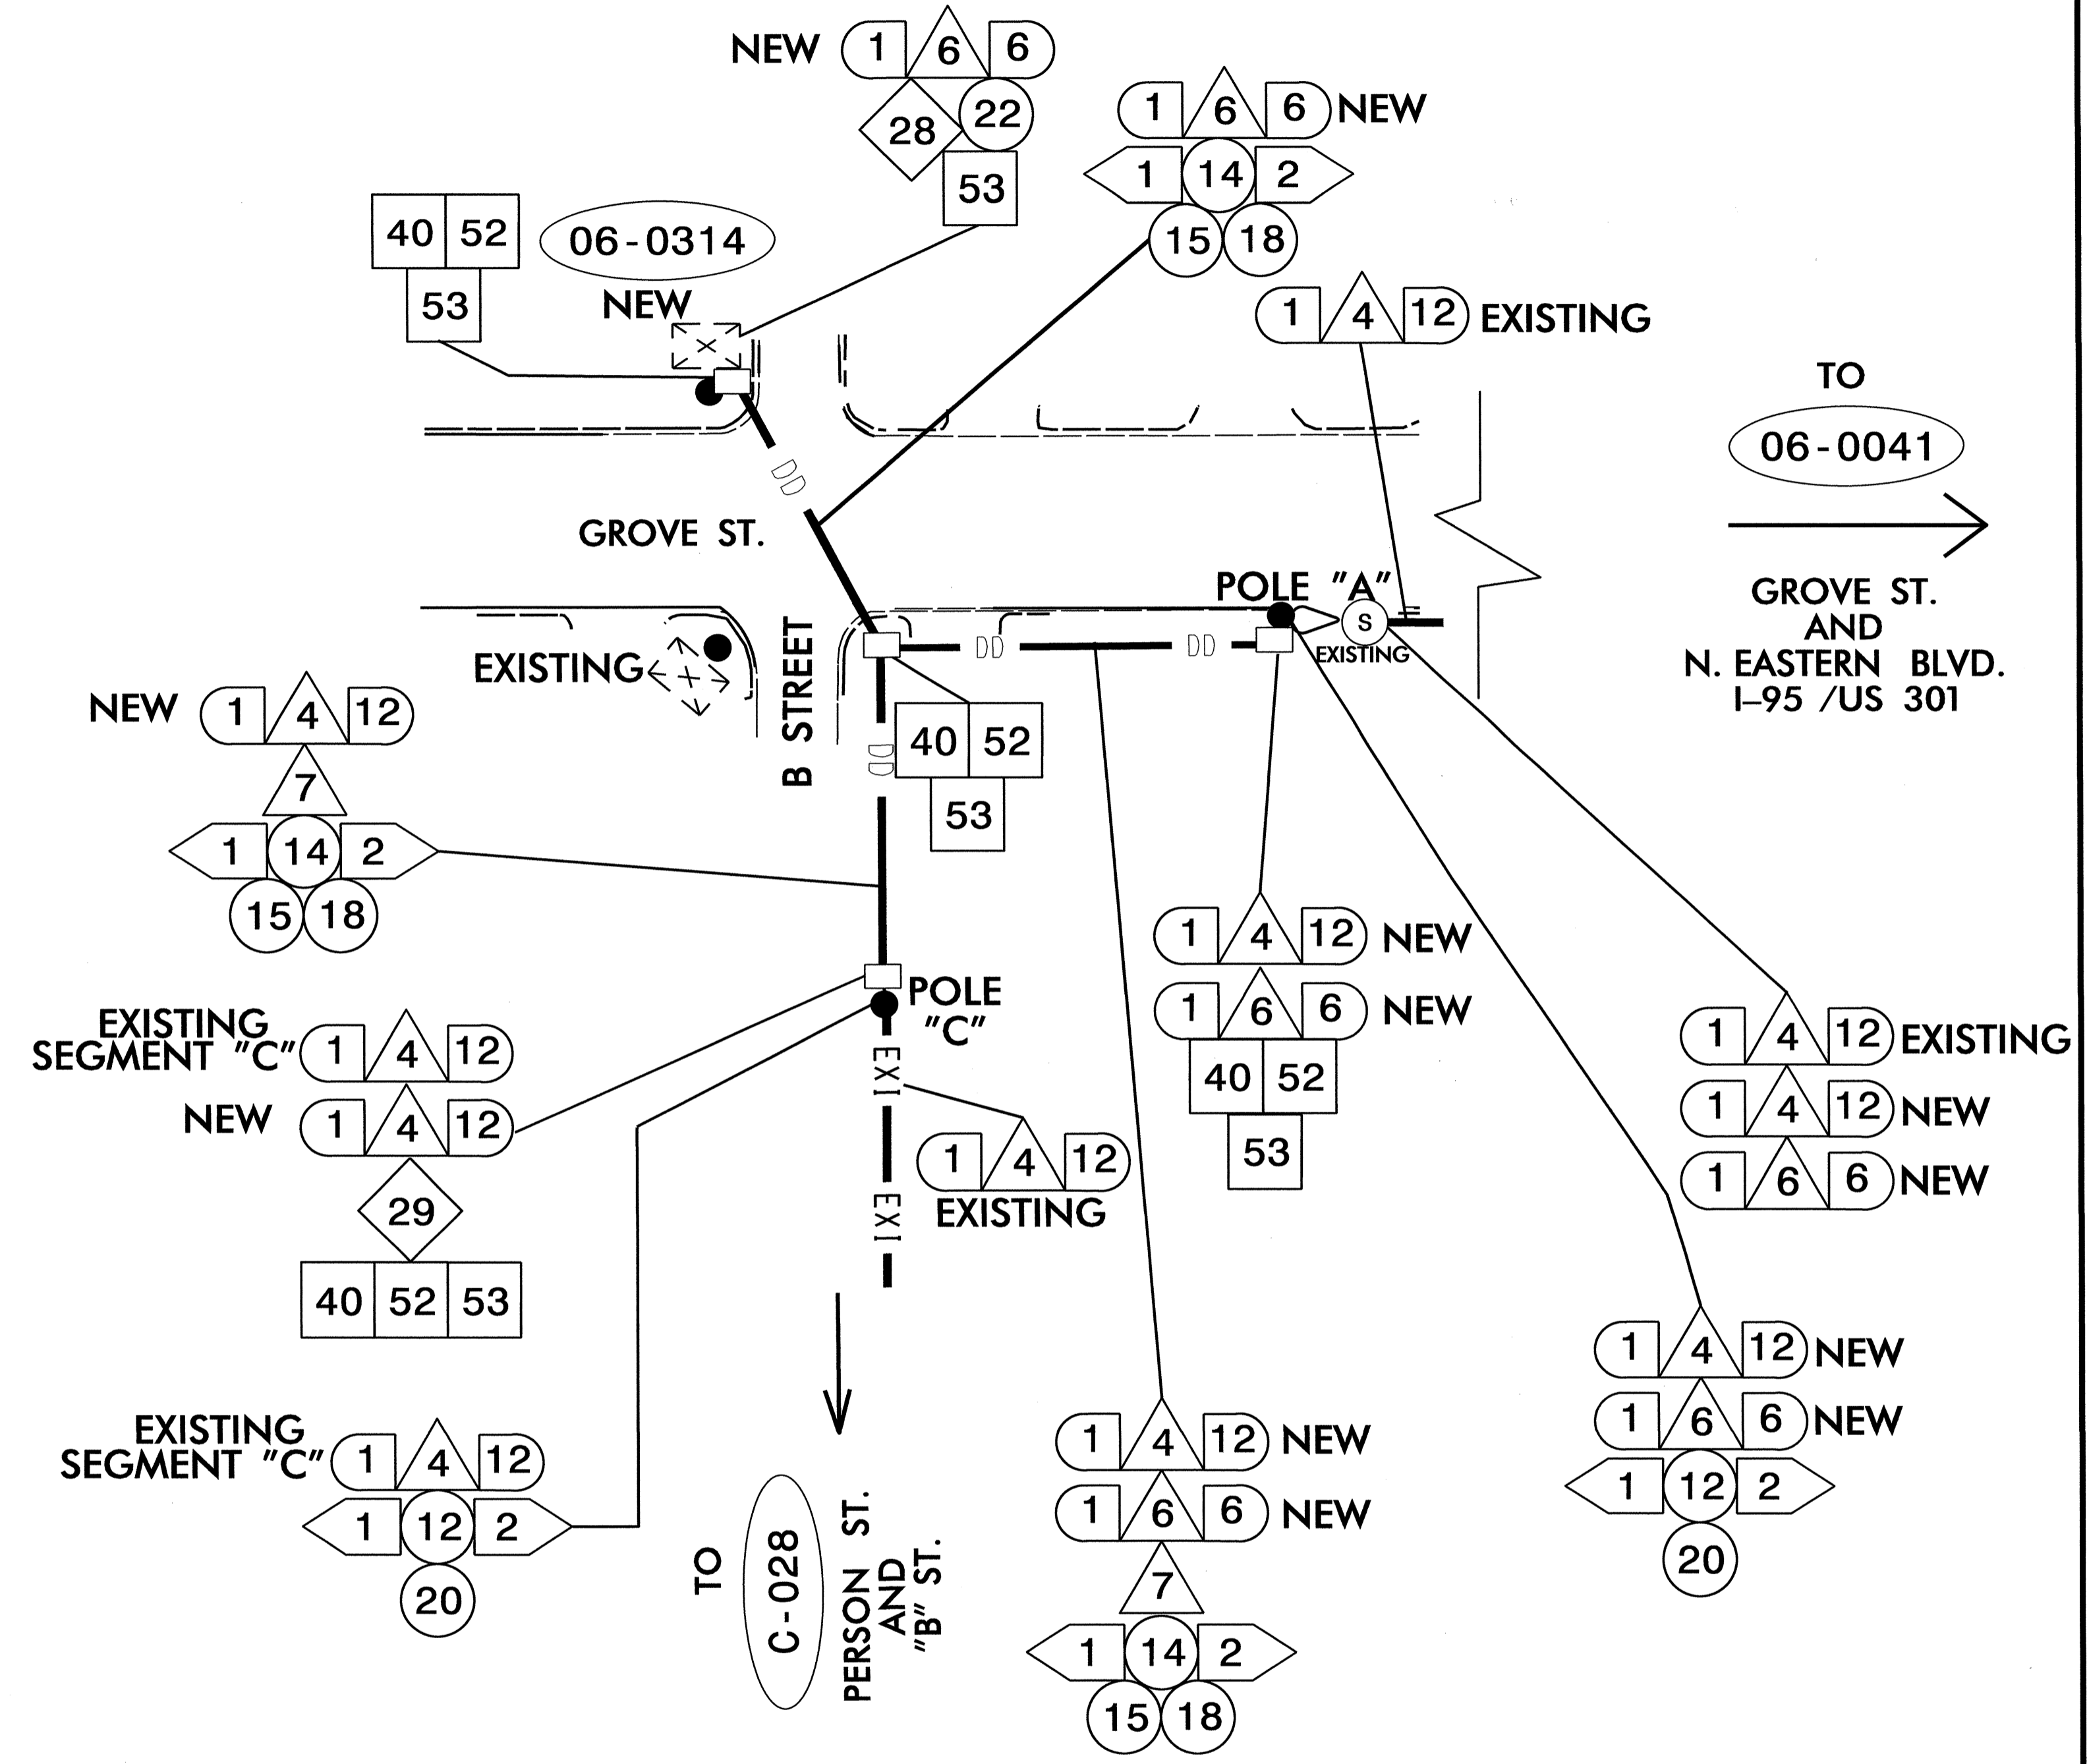 NEW 1 6 6
28 22
53
1 6 6 NEW
1 14 2
15 18
40 52
53
06-0314
NEW
1 4 12 EXISTING
TO
06-0041
GROVE ST.
AND
N. EASTERN BLVD.
I-95 /US 301
DD
GROVE ST.
POLE "A"
S
EXISTING
DD DD
EXISTING
B STREET
DD
40 52
53
NEW 1 4 12
7
1 14 2
15 18
POLE
"C"
1 4 12 NEW
1 6 6 NEW
40 52
53
EXISTING
SEGMENT "C" 1 4 12
NEW 1 4 12
29
40 52 53
EXI
EXI
1 4 12
EXISTING
1 4 12 EXISTING
1 4 12 NEW
1 6 6 NEW
EXISTING
SEGMENT "C" 1 4 12
1 12 2
20
TO
C-028
PERSON ST.
AND
"B" ST.
1 4 12 NEW
1 6 6 NEW
7
1 14 2
15 18
1 4 12 NEW
1 6 6 NEW
1 12 2
20